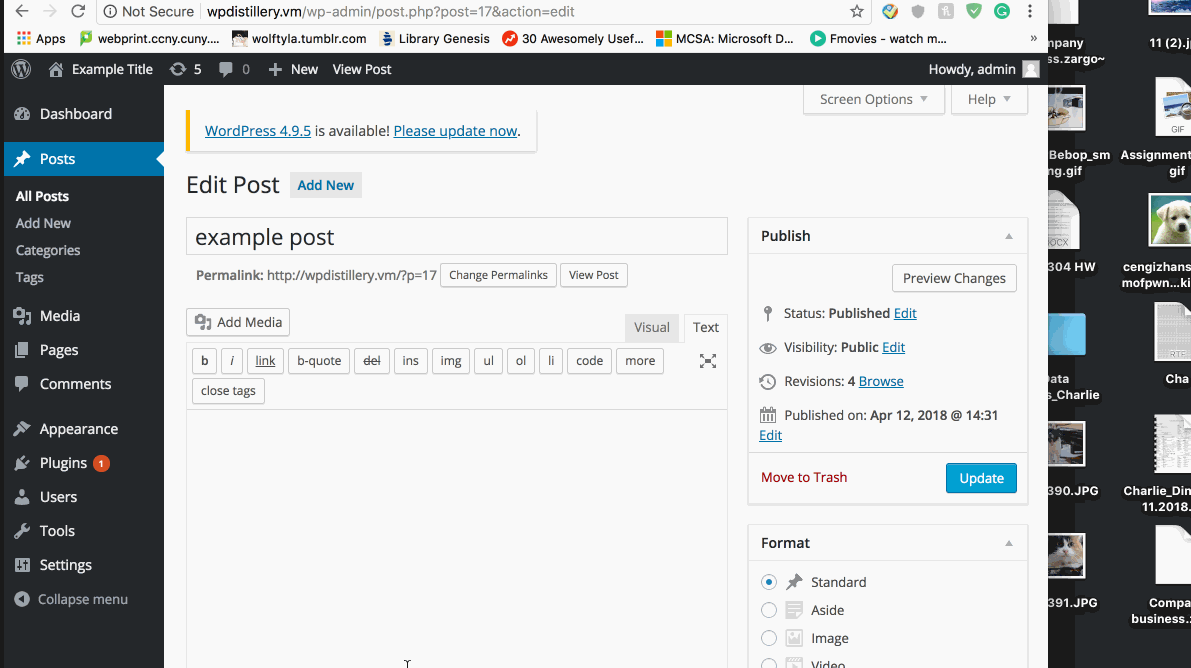 Not Secure wpdistillery.vm/wp-admin/post.php?post=17&action=edit
Apps webprint.ccny.cuny.... wolftyla.tumblr.com Library Genesis 30 Awesomely Usef... MCSA: Microsoft D... Fmovies - watch m... »
Example Title 5 0 New View Post Howdy, admin
Dashboard
Posts
All Posts
Add New
Categories
Tags
Media
Pages
Comments
Appearance
Plugins 1
Users
Tools
Settings
Collapse menu
Screen Options Help
WordPress 4.9.5 is available! Please update now.
Edit Post Add New
example post
Permalink: http://wpdistillery.vm/?p=17 Change Permalinks View Post
Add Media
Visual Text
b i link b-quote del ins img ul ol li code more
close tags
Publish
Preview Changes
Status: Published Edit
Visibility: Public Edit
Revisions: 4 Browse
Published on: Apr 12, 2018 @ 14:31
Edit
Move to Trash Update
Format
Standard
Aside
Image
Video
mpany
ss.zargo~
11 (2).j
GIF
Bebop_sm
ng.gif
Assignment
gif
OCX
304 HW
cengizhans
mofpwn...ki
RTF
Data
s_Charlie
Cha
390.JPG
Charlie_Din
11.2018.
391.JPG
Compa
business.z